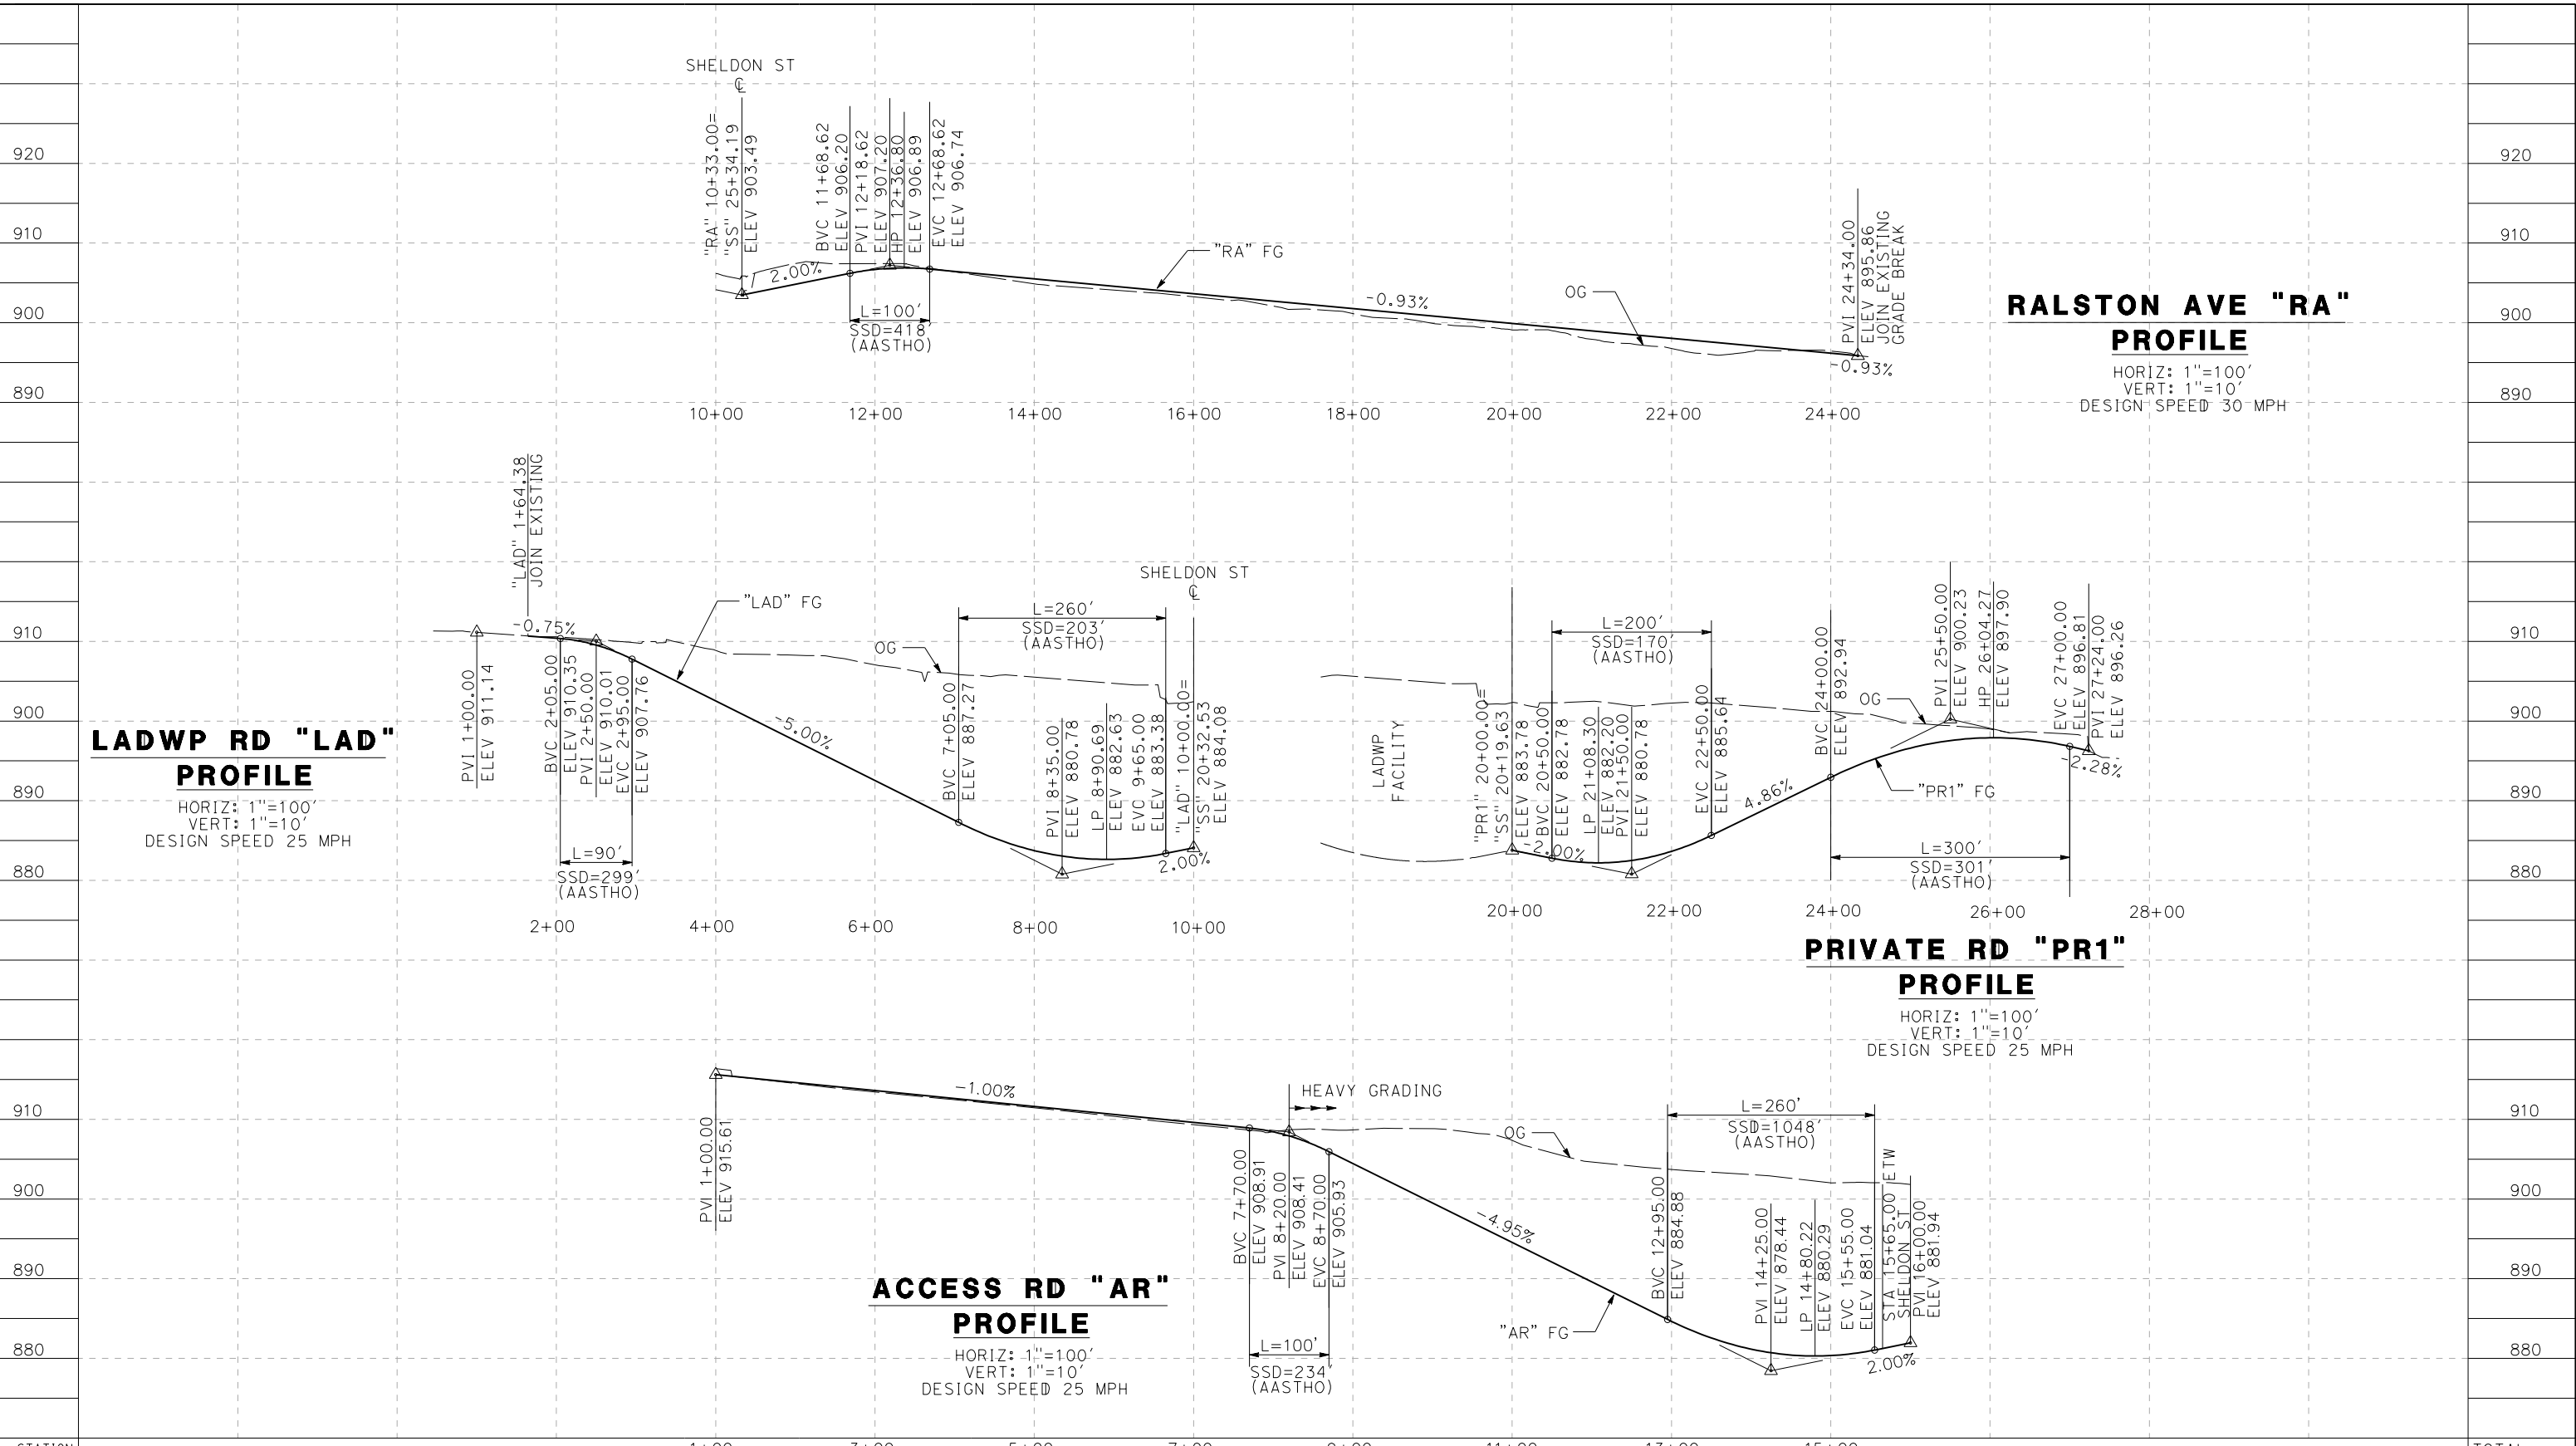 SHELDON ST
℄
"RA" 10+33.00=
"SS" 25+34.19
ELEV 903.49
BVC 11+68.62
ELEV 906.20
PVI 12+18.62
ELEV 907.20
HP 12+36.80
ELEV 906.89
EVC 12+68.62
ELEV 906.74
2.00%
L=100'
SSD=418'
(AASTHO)
"RA" FG
-0.93%
OG
PVI 24+34.00
ELEV 895.86
JOIN EXISTING
GRADE BREAK
-0.93%
920
910
900
890
920
910
900
890
RALSTON AVE "RA"
PROFILE
HORIZ: 1"=100'
VERT: 1"=10'
DESIGN SPEED 30 MPH
10+00
12+00
14+00
16+00
18+00
20+00
22+00
24+00
"LAD" 1+64.38
JOIN EXISTING
-0.75%
PVI 1+00.00
ELEV 911.14
BVC 2+05.00
ELEV 910.35
PVI 2+50.00
ELEV 910.01
EVC 2+95.00
ELEV 907.76
L=90'
SSD=299'
(AASTHO)
"LAD" FG
-5.00%
OG
L=260'
SSD=203'
(AASTHO)
BVC 7+05.00
ELEV 887.27
PVI 8+35.00
ELEV 880.78
LP 8+90.69
ELEV 882.63
EVC 9+65.00
ELEV 883.38
SHELDON ST
℄
"LAD" 10+00.00=
"SS" 20+32.53
ELEV 884.08
2.00%
LADWP
FACILITY
"PR1" 20+00.00=
"SS" 20+19.63
ELEV 883.78
BVC 20+50.00
ELEV 882.78
-2.00%
LP 21+08.30
ELEV 882.20
PVI 21+50.00
ELEV 880.78
L=200'
SSD=170'
(AASTHO)
EVC 22+50.00
ELEV 885.64
4.86%
BVC 24+00.00
ELEV 892.94
OG
PVI 25+50.00
ELEV 900.23
HP 26+04.27
ELEV 897.90
EVC 27+00.00
ELEV 896.81
PVI 27+24.00
ELEV 896.26
-2.28%
"PR1" FG
L=300'
SSD=301'
(AASTHO)
910
900
890
880
910
900
890
880
LADWP RD "LAD"
PROFILE
HORIZ: 1"=100'
VERT: 1"=10'
DESIGN SPEED 25 MPH
2+00
4+00
6+00
8+00
10+00
20+00
22+00
24+00
26+00
28+00
PRIVATE RD "PR1"
PROFILE
HORIZ: 1"=100'
VERT: 1"=10'
DESIGN SPEED 25 MPH
PVI 1+00.00
ELEV 915.61
-1.00%
HEAVY GRADING
BVC 7+70.00
ELEV 908.91
PVI 8+20.00
ELEV 908.41
EVC 8+70.00
ELEV 905.93
L=100'
SSD=234'
(AASTHO)
-4.95%
OG
"AR" FG
L=260'
SSD=1048'
(AASTHO)
BVC 12+95.00
ELEV 884.88
PVI 14+25.00
ELEV 878.44
LP 14+80.22
ELEV 880.29
EVC 15+55.00
ELEV 881.04
STA 15+65.00 ETW
SHELDON ST
PVI 16+00.00
ELEV 881.94
2.00%
910
900
890
880
910
900
890
880
ACCESS RD "AR"
PROFILE
HORIZ: 1"=100'
VERT: 1"=10'
DESIGN SPEED 25 MPH